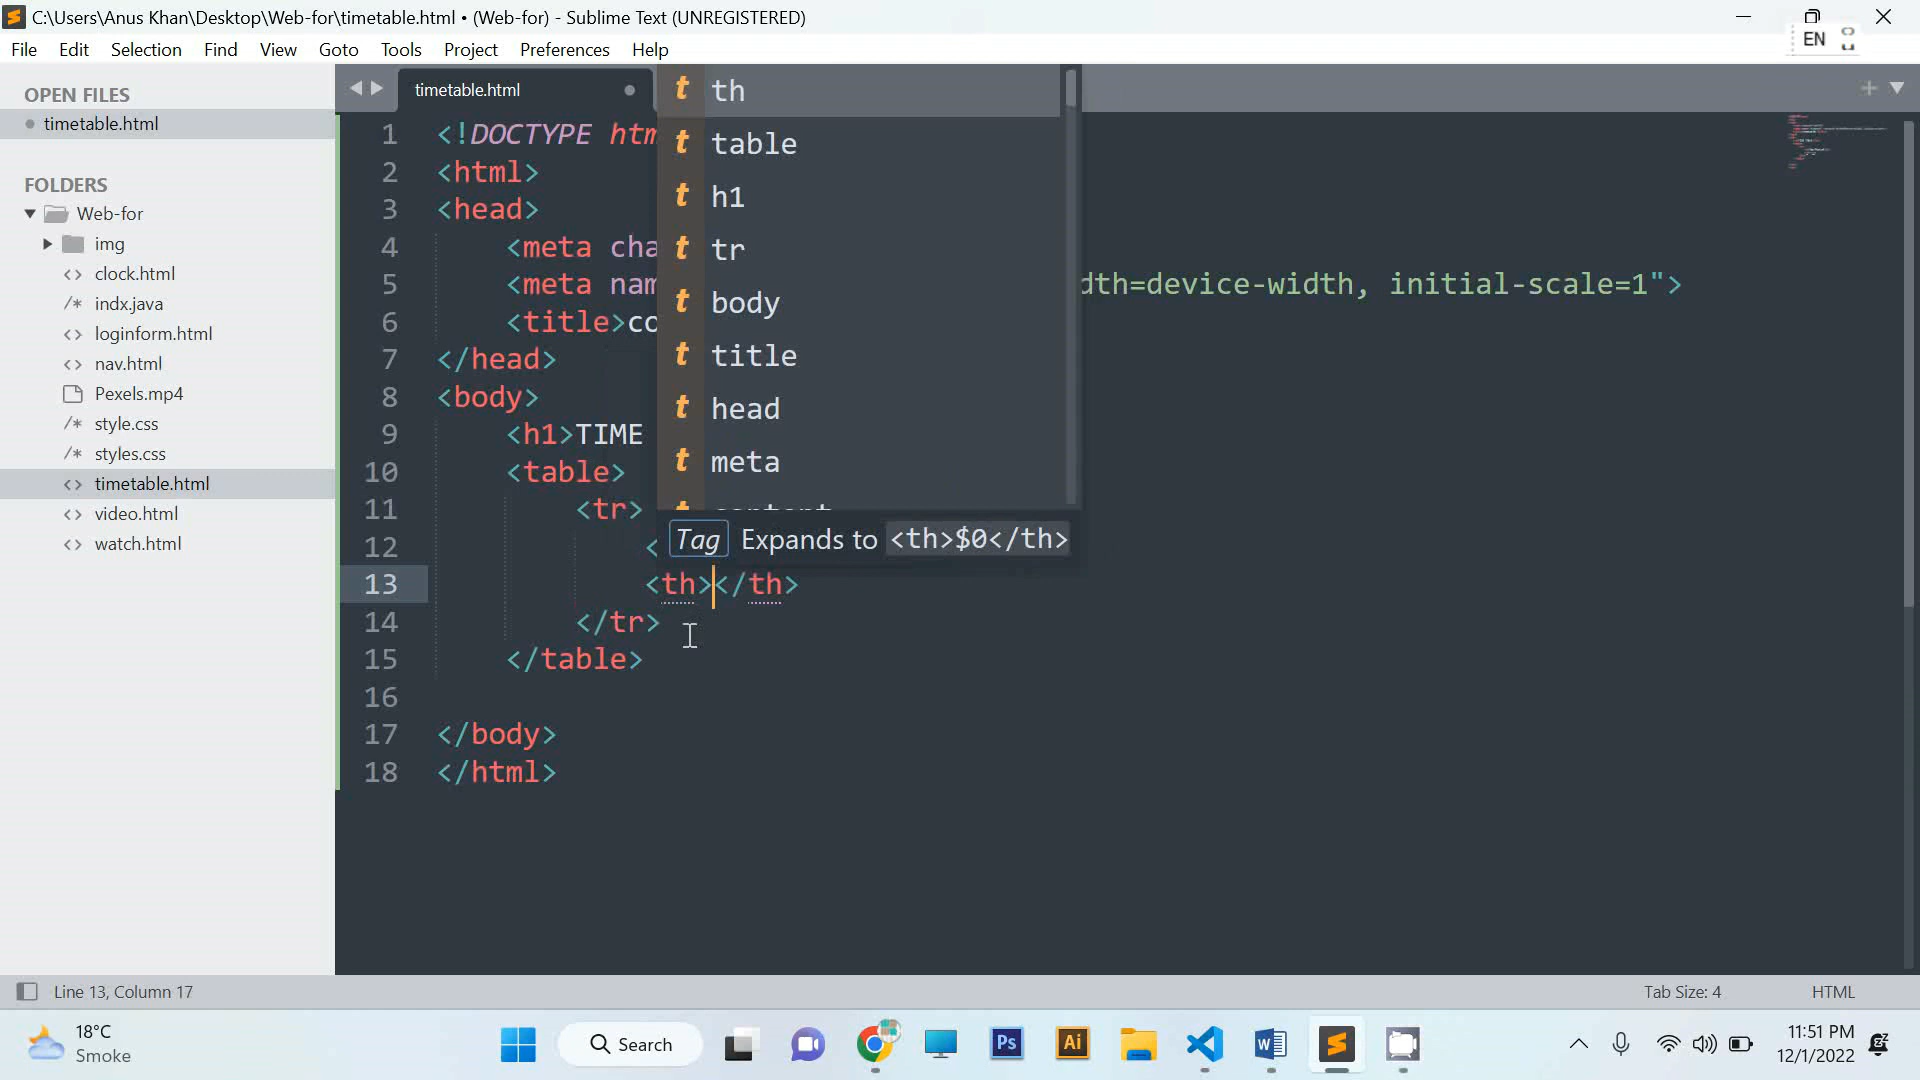 C:\Users\Anus Khan\Desktop\Web-for\timetable.html • (Web-for) - Sublime Text (UNREGISTERED)
File Edit Selection Find View Goto Tools Project Preferences Help
EN
OPEN FILES
timetable.html
FOLDERS
Web-for
img
<> clock.html
/* indx.java
<> loginform.html
<> nav.html
Pexels.mp4
/* style.css
/* styles.css
<> timetable.html
<> video.html
<> watch.html
timetable.html
1 <!DOCTYPE htm
2 <html>
3 <head>
4 <meta cha
5 <meta nam dth=device-width, initial-scale=1">
6 <title>co
7 </head>
8 <body>
9 <h1>TIME
10 <table>
11 <tr>
12 <
13 <th></th>
14 </tr>
15 </table>
16
17 </body>
18 </html>
t th
t table
t h1
t tr
t body
t title
t head
t meta
Tag Expands to <th>$0</th>
Line 13, Column 17
Tab Size: 4
HTML
18°C
Smoke
Search
Ps
Ai
11:51 PM
12/1/2022